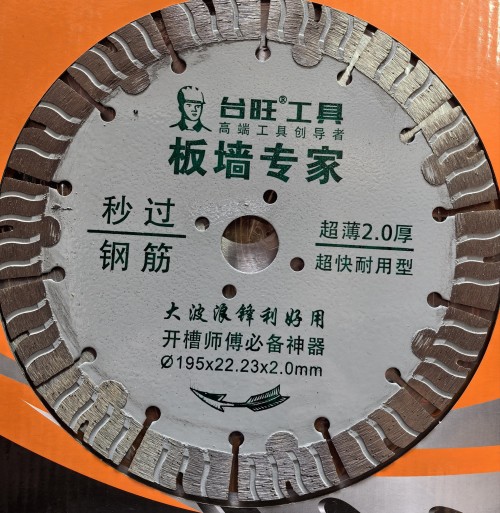 台旺®工具
高端工具创导者
板墙专家
秒过
钢筋
超薄2.0厚
超快耐用型
大波浪锋利好用
开槽师傅必备神器
Ø195x22.23x2.0mm